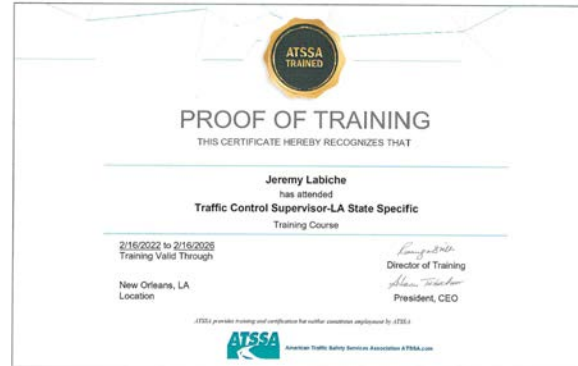 ATSSA
TRAINED
PROOF OF TRAINING
THIS CERTIFICATE HEREBY RECOGNIZES THAT
Jeremy Labiche
has attended
Traffic Control Supervisor-LA State Specific
Training Course
2/16/2022 to 2/16/2026
Training Valid Through
Director of Training
New Orleans, LA
Location
President, CEO
ATSSA provides training and certification but neither constitutes employment by ATSSA
ATSSA
American Traffic Safety Services Association ATSSA.com